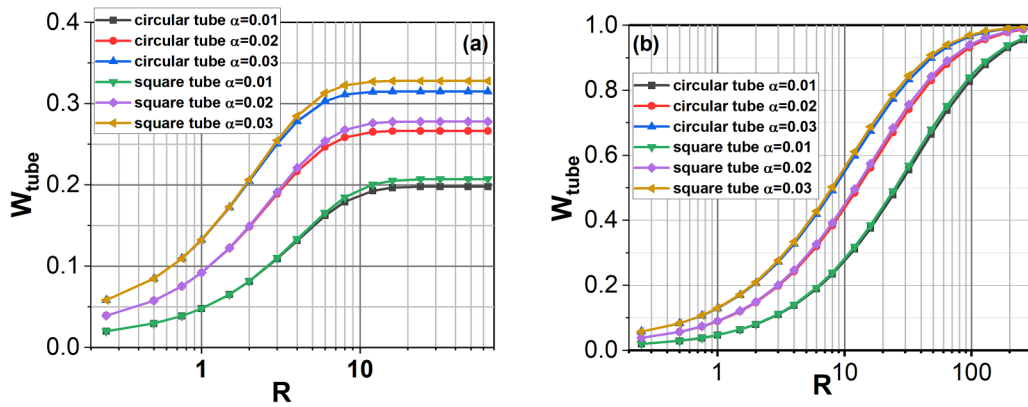 0.4
0.3
0.2
0.1
0.0
W_tube
circular tube α=0.01
circular tube α=0.02
circular tube α=0.03
square tube α=0.01
square tube α=0.02
square tube α=0.03
(a)
1
10
R
1.0
0.8
0.6
0.4
0.2
0.0
W_tube
(b)
circular tube α=0.01
circular tube α=0.02
circular tube α=0.03
square tube α=0.01
square tube α=0.02
square tube α=0.03
1
10
100
R